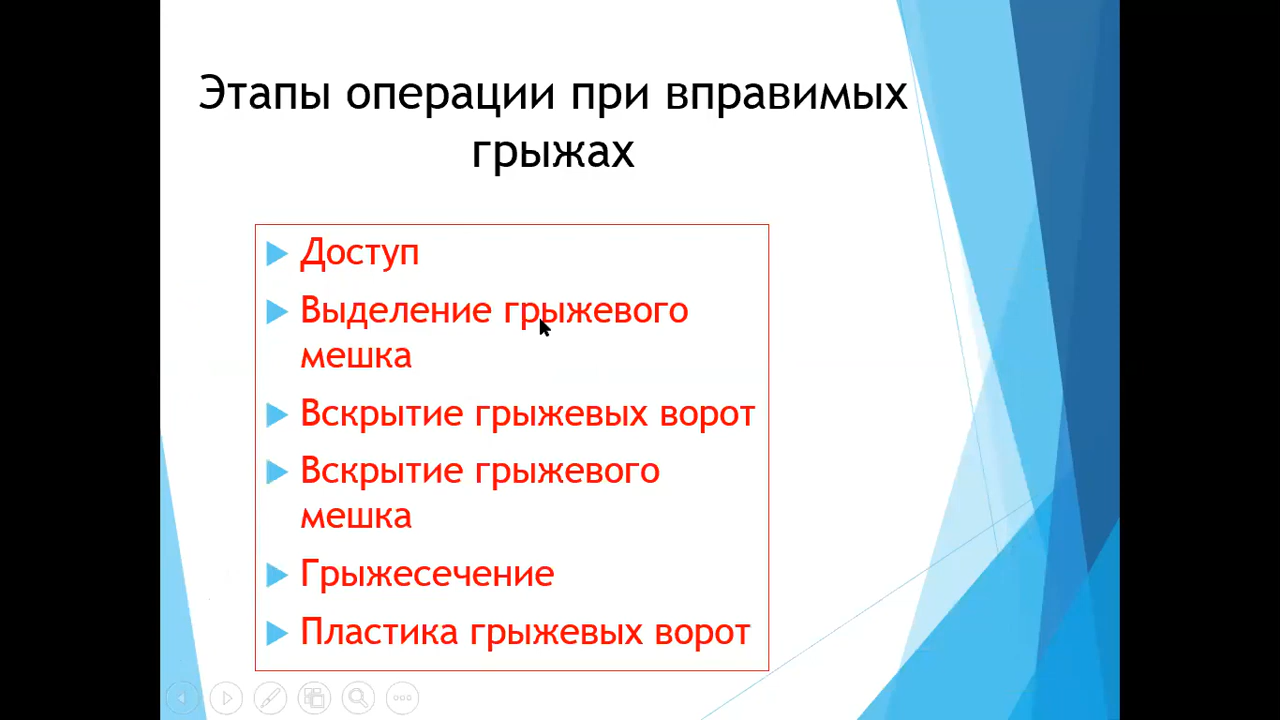 Этапы операции при вправимых
грыжах
Доступ
Выделение грыжевого
мешка
Вскрытие грыжевых ворот
Вскрытие грыжевого
мешка
Грыжесечение
Пластика грыжевых ворот